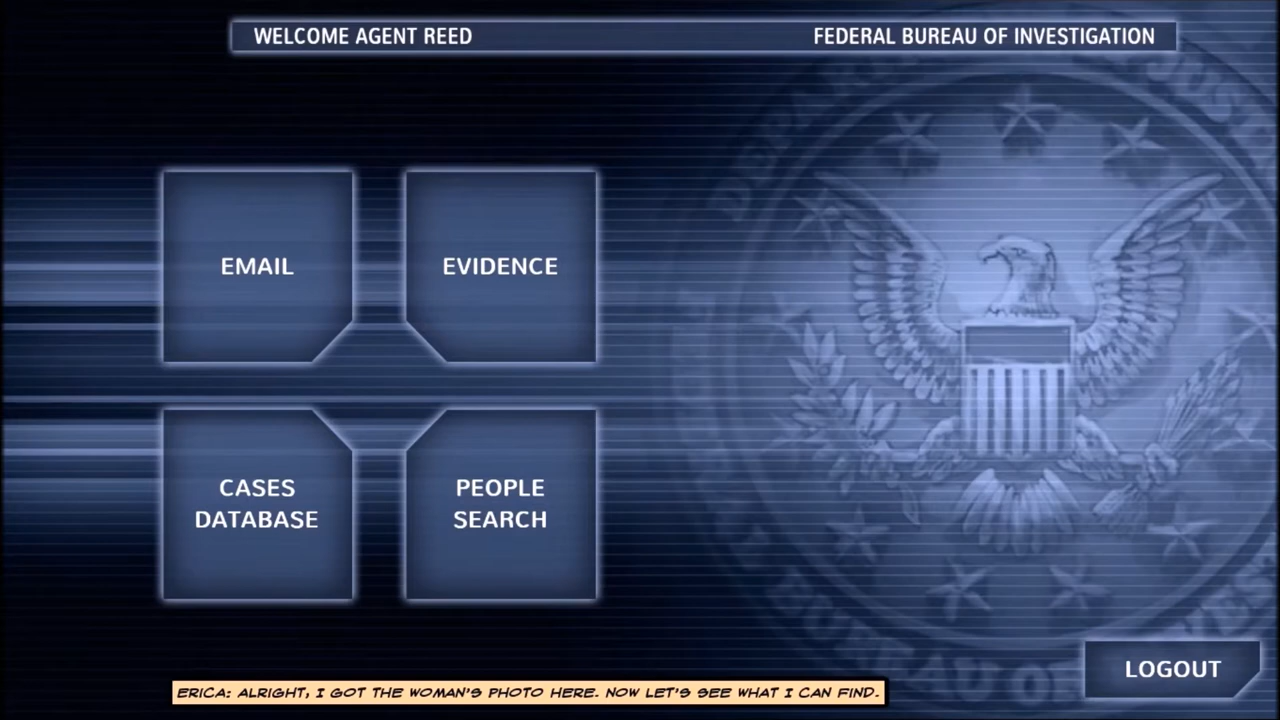 WELCOME AGENT REED
FEDERAL BUREAU OF INVESTIGATION
EMAIL
EVIDENCE
CASES
DATABASE
PEOPLE
SEARCH
LOGOUT
ERICA: ALRIGHT, I GOT THE WOMAN'S PHOTO HERE. NOW LET'S SEE WHAT I CAN FIND.